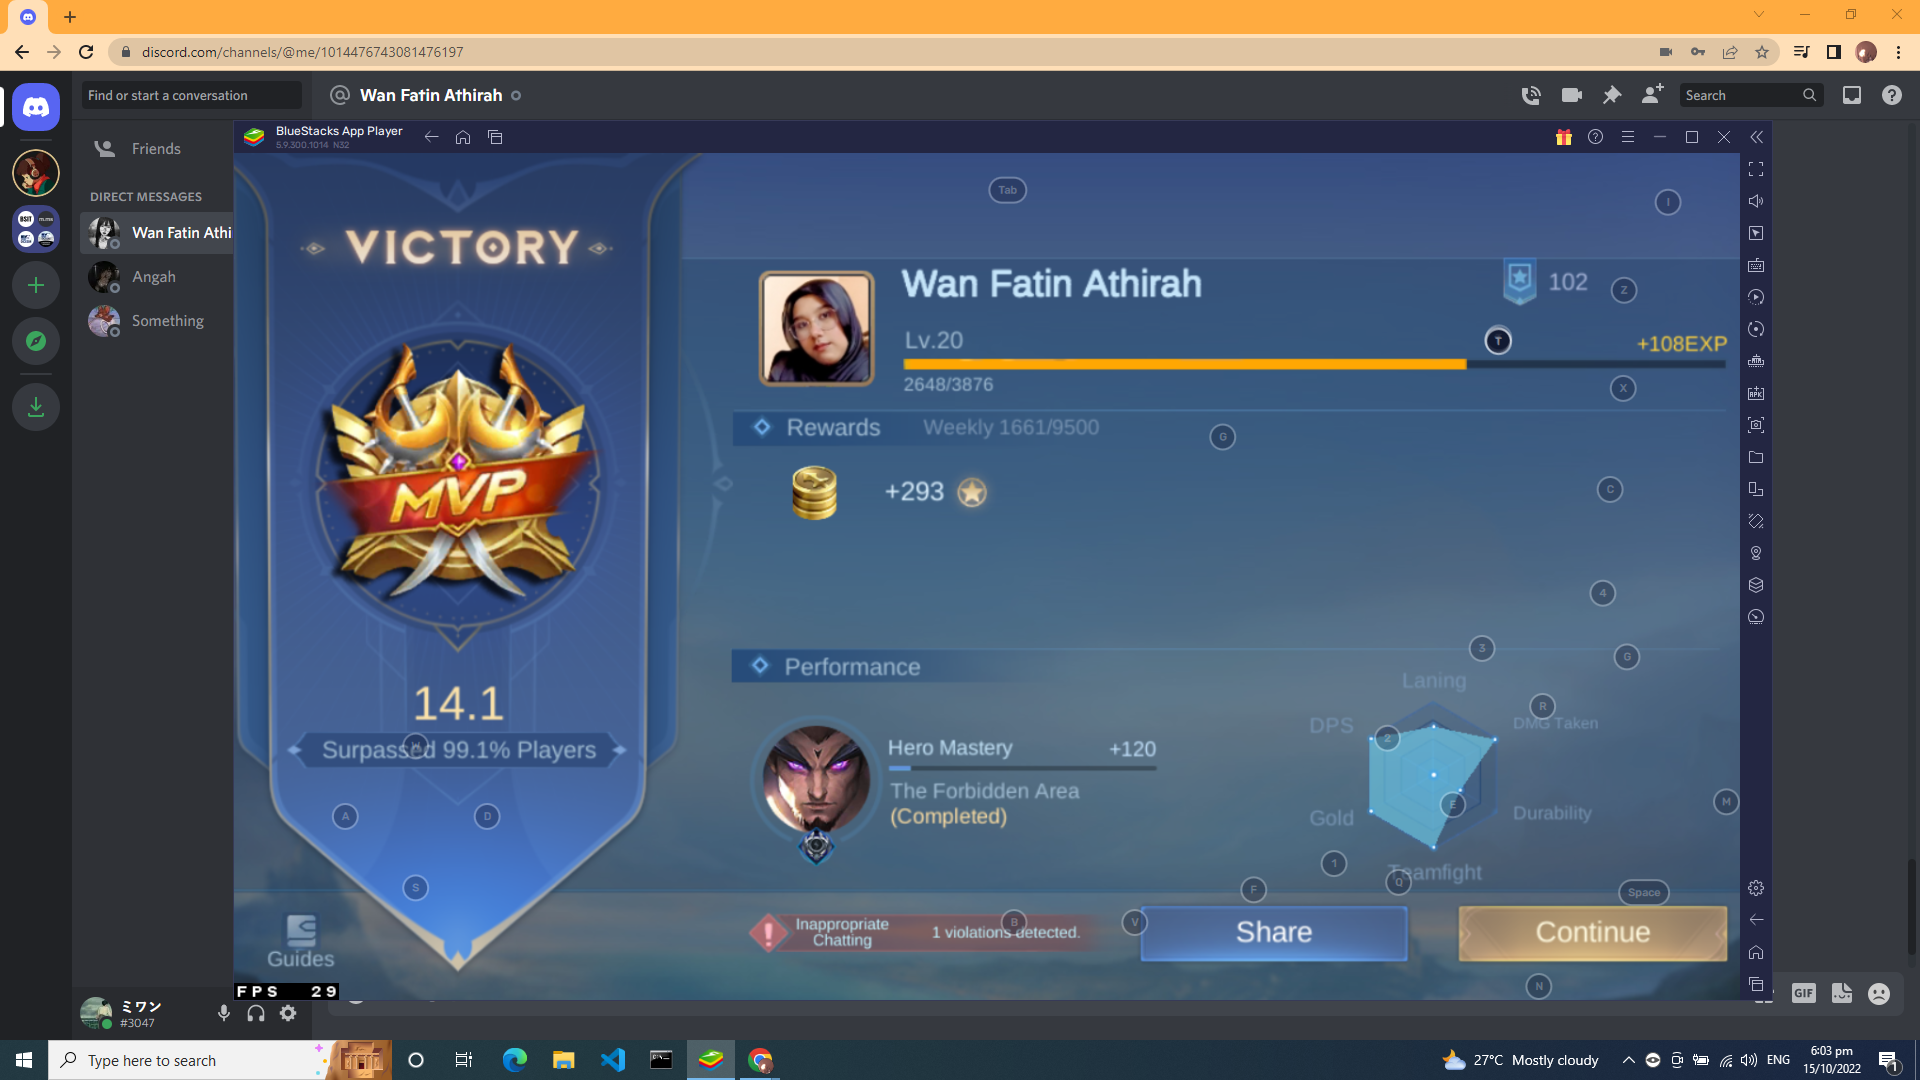 discord.com/channels/@me/1014476743081476197
Find or start a conversation
Wan Fatin Athirah
Search
Friends
DIRECT MESSAGES
Wan Fatin Athi
Angah
Something
BlueStacks App Player
5.9.300.1014 N32
Tab
I
VICTORY
Wan Fatin Athirah
102
Z
Lv.20
T
+108EXP
2648/3876
X
Rewards
Weekly 1661/9500
G
MVP
+293
C
4
3
G
Performance
Laning
14.1
R
DPS
DMG Taken
2
Surpassed 99.1% Players
Hero Mastery
+120
The Forbidden Area
(Completed)
E
M
A
D
Gold
Durability
1
Teamfight
Q
S
F
Space
Inappropriate
Chatting
B
1 violations detected.
V
Share
Continue
Guides
N
FPS 29
ミワン
#3047
GIF
Type here to search
27°C Mostly cloudy
ENG
6:03 pm
15/10/2022
1